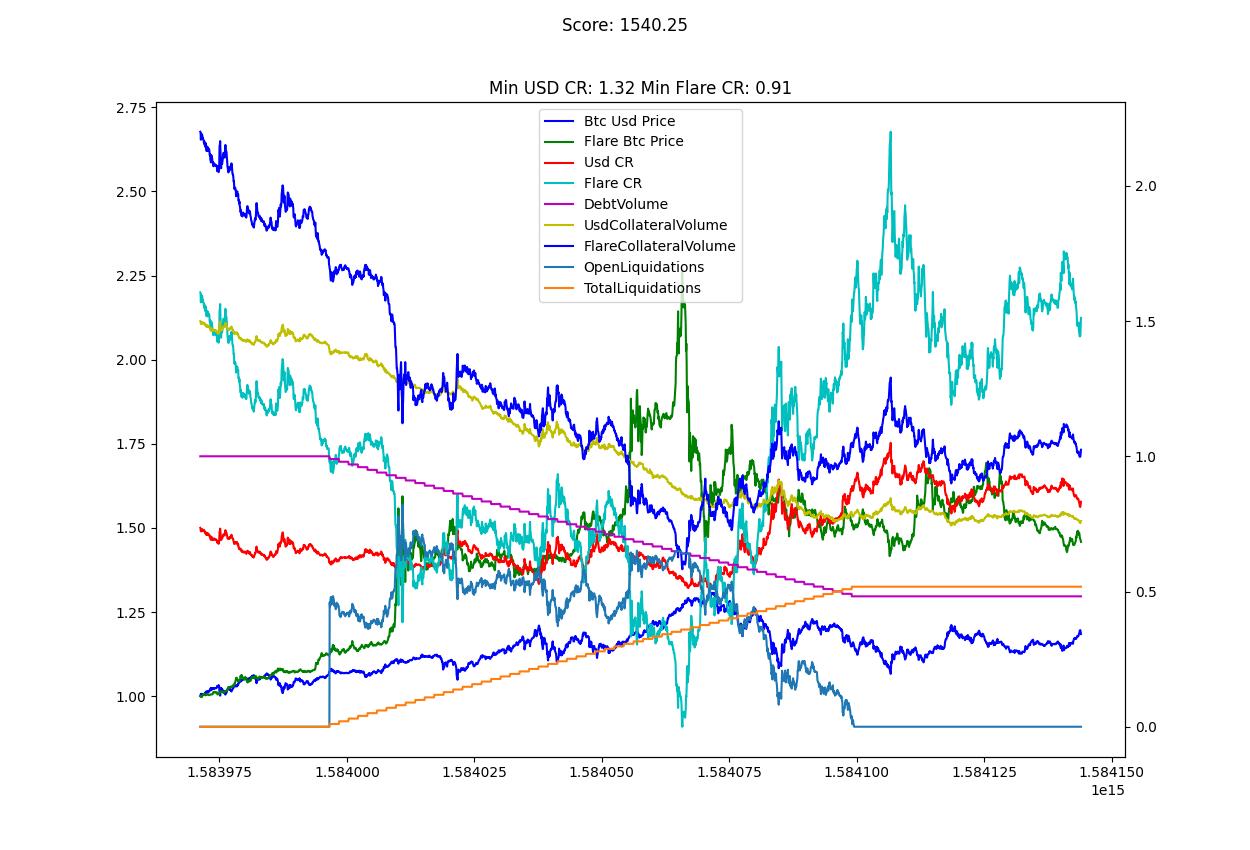 Score: 1540.25
Min USD CR: 1.32 Min Flare CR: 0.91
Btc Usd Price
Flare Btc Price
Usd CR
Flare CR
DebtVolume
UsdCollateralVolume
FlareCollateralVolume
OpenLiquidations
TotalLiquidations
2.75
2.50
2.25
2.00
1.75
1.50
1.25
1.00
2.0
1.5
1.0
0.5
0.0
1.583975
1.584000
1.584025
1.584050
1.584075
1.584100
1.584125
1.584150
1e15